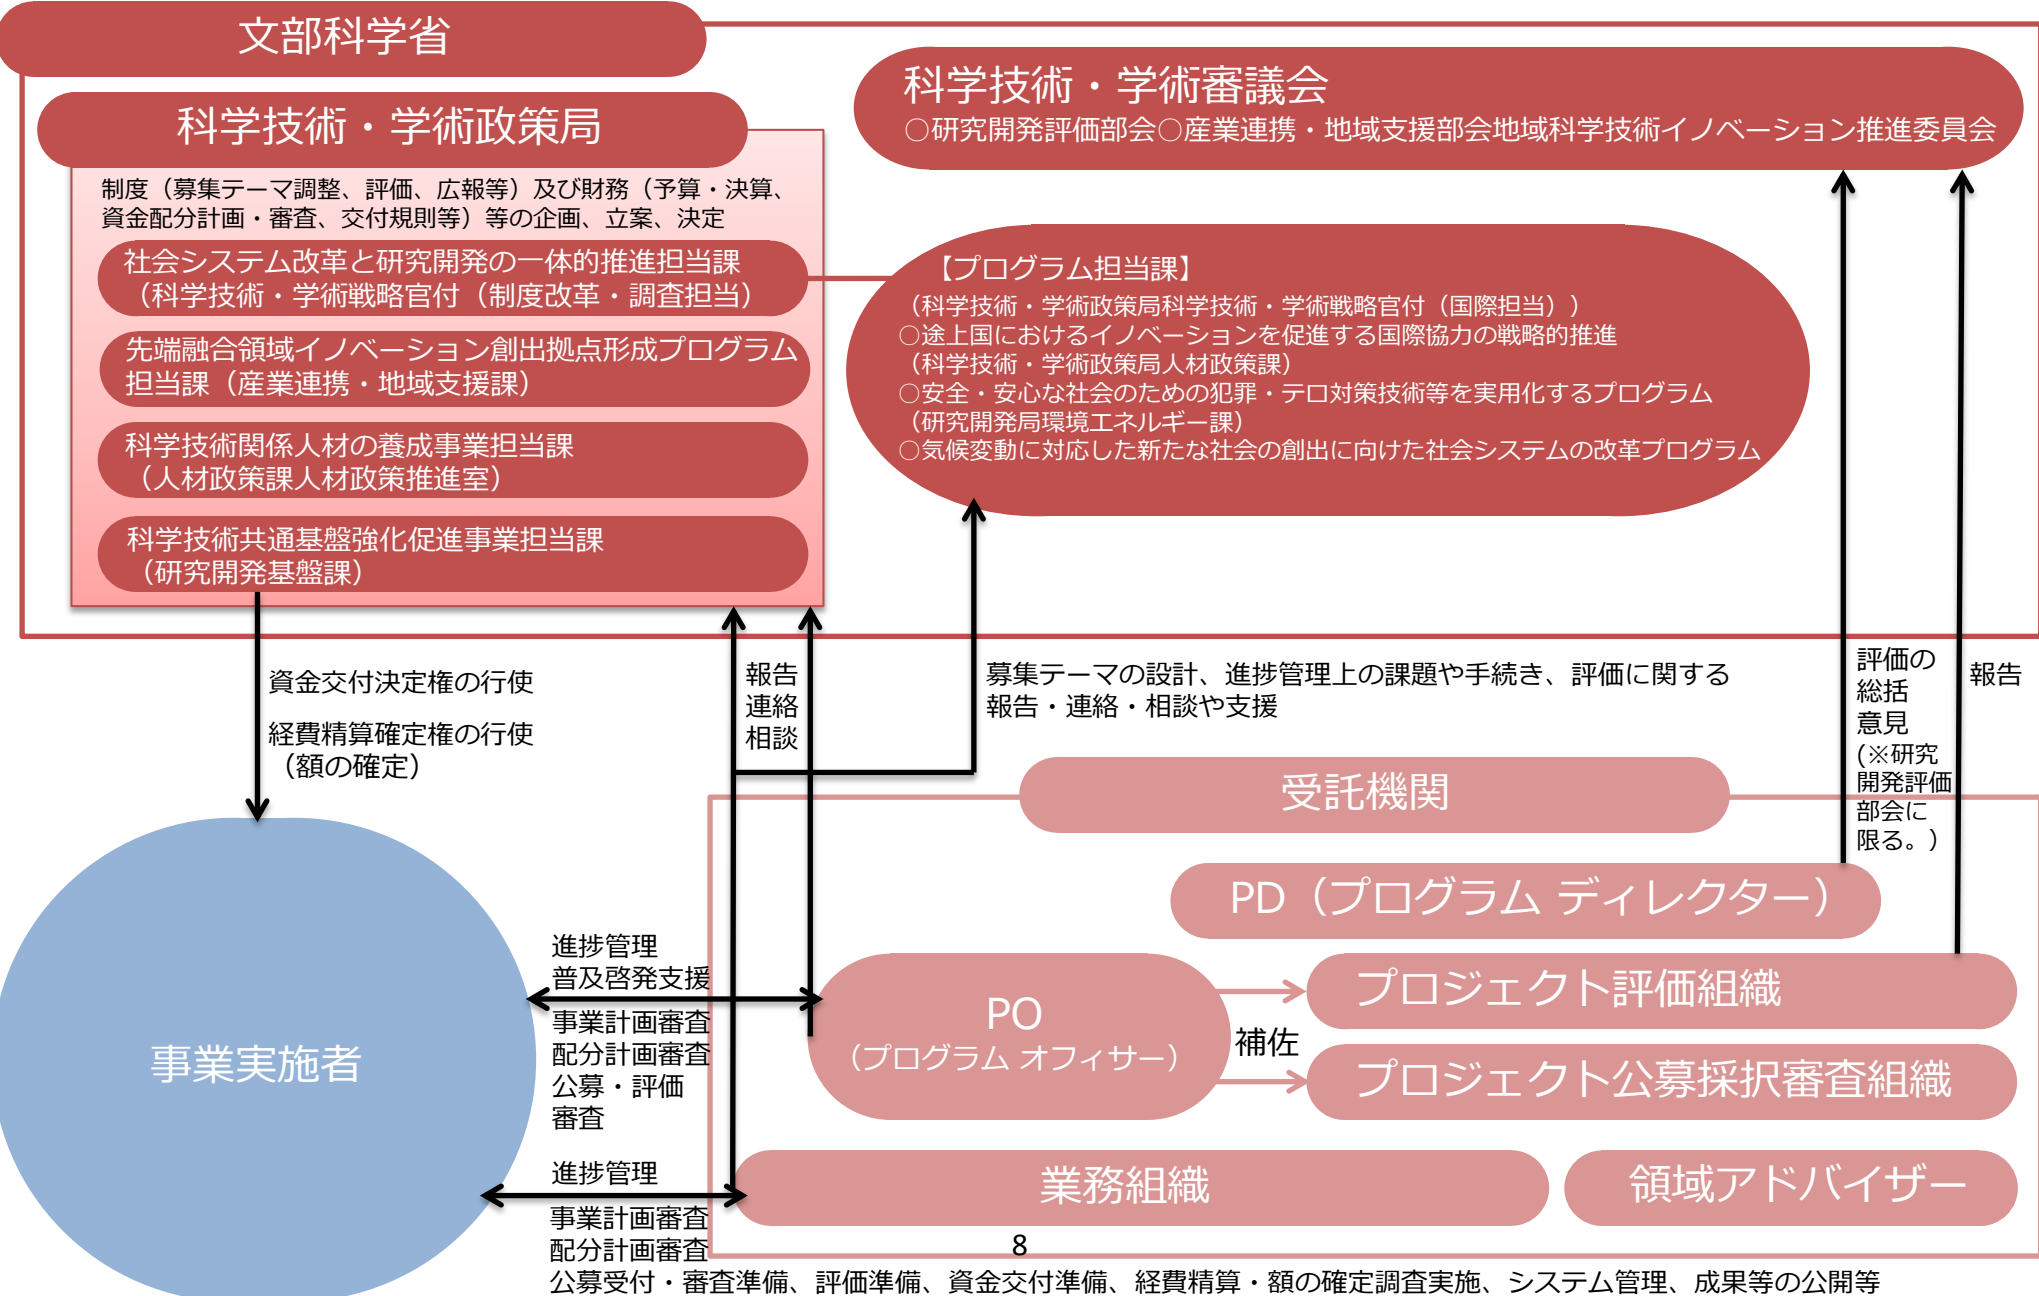 文部科学省
科学技術・学術政策局
制度（募集テーマ調整、評価、広報等）及び財務（予算・決算、
資金配分計画・審査、交付規則等）等の企画、立案、決定
社会システム改革と研究開発の一体的推進担当課
（科学技術・学術戦略官付（制度改革・調査担当）
先端融合領域イノベーション創出拠点形成プログラム
担当課（産業連携・地域支援課）
科学技術関係人材の養成事業担当課
（人材政策課人材政策推進室）
科学技術共通基盤強化促進事業担当課
（研究開発基盤課）
科学技術・学術審議会
○研究開発評価部会○産業連携・地域支援部会地域科学技術イノベーション推進委員会
【プログラム担当課】
（科学技術・学術政策局科学技術・学術戦略官付（国際担当））
○途上国におけるイノベーションを促進する国際協力の戦略的推進
（科学技術・学術政策局人材政策課）
○安全・安心な社会のための犯罪・テロ対策技術等を実用化するプログラム
（研究開発局環境エネルギー課）
○気候変動に対応した新たな社会の創出に向けた社会システムの改革プログラム
資金交付決定権の行使
経費精算確定権の行使
（額の確定）
報告
連絡
相談
募集テーマの設計、進捗管理上の課題や手続き、評価に関する
報告・連絡・相談や支援
評価の
総括
意見
(※研究
開発評価
部会に
限る。）
報告
受託機関
PD（プログラム ディレクター）
プロジェクト評価組織
PO
（プログラム オフィサー）
補佐
プロジェクト公募採択審査組織
業務組織
領域アドバイザー
事業実施者
進捗管理
普及啓発支援
事業計画審査
配分計画審査
公募・評価
審査
進捗管理
事業計画審査
配分計画審査
公募受付・審査準備、評価準備、資金交付準備、経費精算・額の確定調査実施、システム管理、成果等の公開等
8